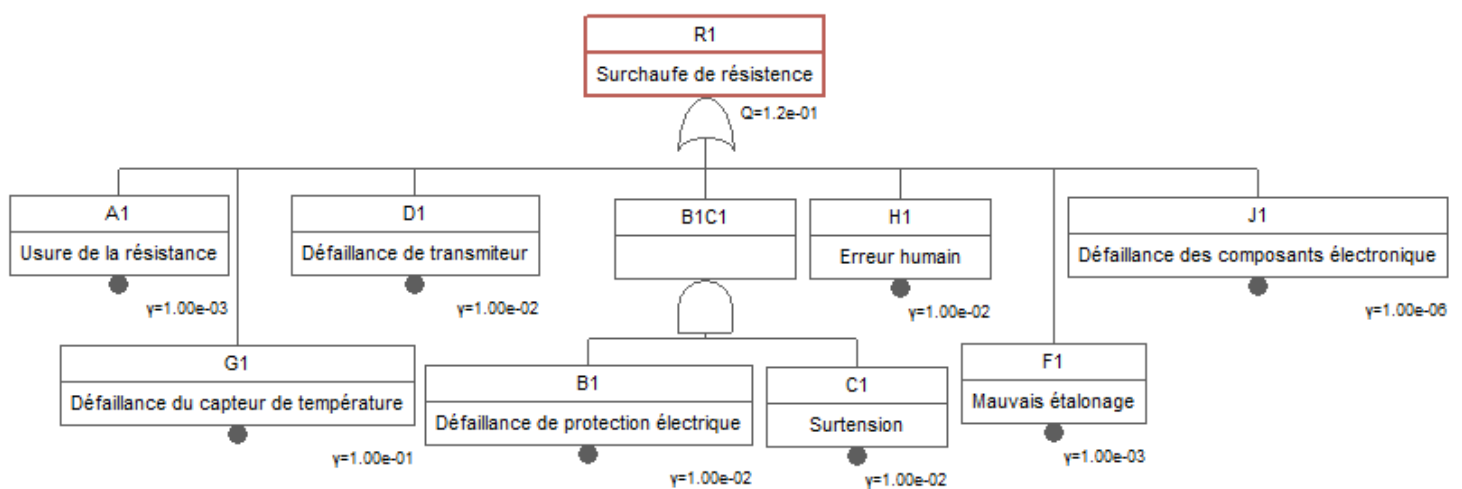 R1
Surchaufe de résistence
Q=1.2e-01
A1
Usure de la résistance
γ=1.00e-03
D1
Défaillance de transmiteur
γ=1.00e-02
B1C1
H1
Erreur humain
γ=1.00e-02
J1
Défaillance des composants électronique
γ=1.00e-06
G1
Défaillance du capteur de température
γ=1.00e-01
B1
Défaillance de protection électrique
γ=1.00e-02
C1
Surtension
γ=1.00e-02
F1
Mauvais étalonage
γ=1.00e-03